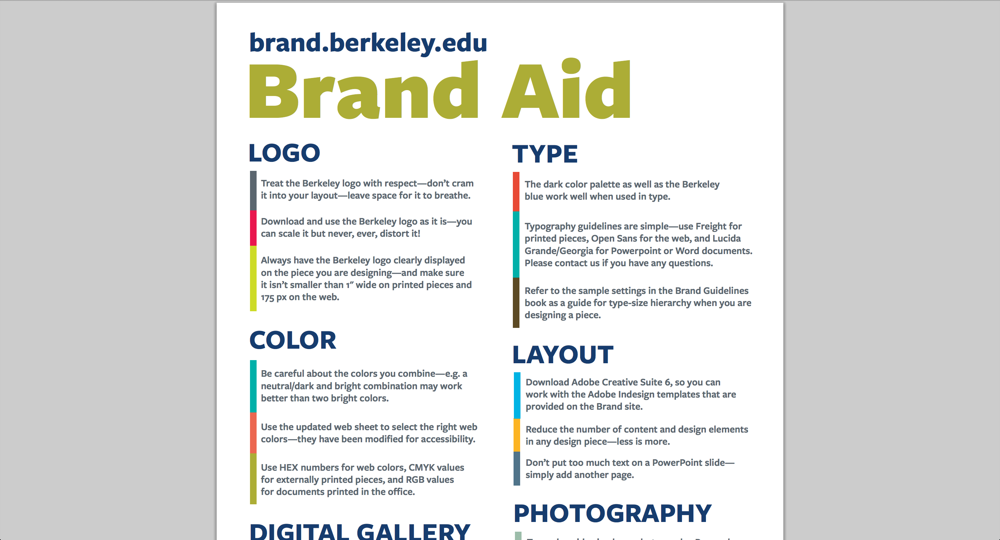 brand.berkeley.edu
Brand Aid
LOGO
Treat the Berkeley logo with respect—don’t cram
it into your layout—leave space for it to breathe.
Download and use the Berkeley logo as it is—you
can scale it but never, ever, distort it!
Always have the Berkeley logo clearly displayed
on the piece you are designing—and make sure
it isn’t smaller than 1″ wide on printed pieces and
175 px on the web.
COLOR
Be careful about the colors you combine—e.g. a
neutral/dark and bright combination may work
better than two bright colors.
Use the updated web sheet to select the right web
colors—they have been modified for accessibility.
Use HEX numbers for web colors, CMYK values
for externally printed pieces, and RGB values
for documents printed in the office.
DIGITAL GALLERY
TYPE
The dark color palette as well as the Berkeley
blue work well when used in type.
Typography guidelines are simple—use Freight for
printed pieces, Open Sans for the web, and Lucida
Grande/Georgia for Powerpoint or Word documents.
Please contact us if you have any questions.
Refer to the sample settings in the Brand Guidelines
book as a guide for type-size hierarchy when you are
designing a piece.
LAYOUT
Download Adobe Creative Suite 6, so you can
work with the Adobe Indesign templates that are
provided on the Brand site.
Reduce the number of content and design elements
in any design piece—less is more.
Don’t put too much text on a PowerPoint slide—
simply add another page.
PHOTOGRAPHY